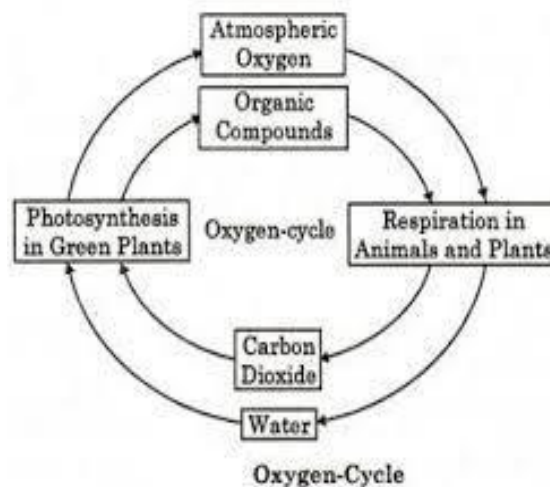 Atmospheric
Oxygen
Organic
Compounds
Photosynthesis
in Green Plants
Oxygen-cycle
Respiration in
Animals and Plants
Carbon
Dioxide
Water
Oxygen-Cycle